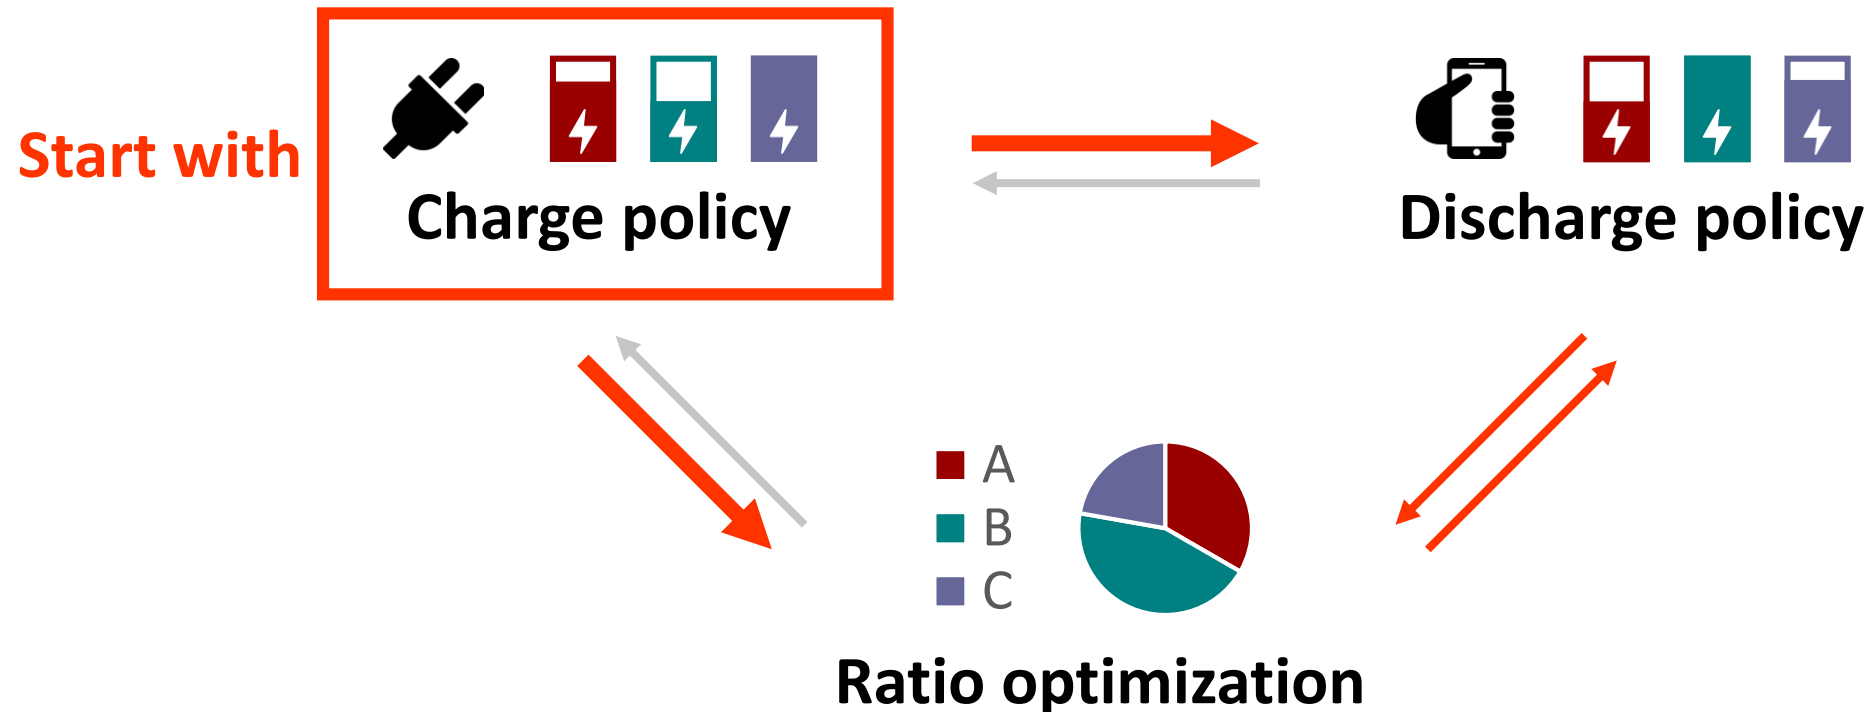 Start with
Charge policy
Discharge policy
A
B
C
Ratio optimization